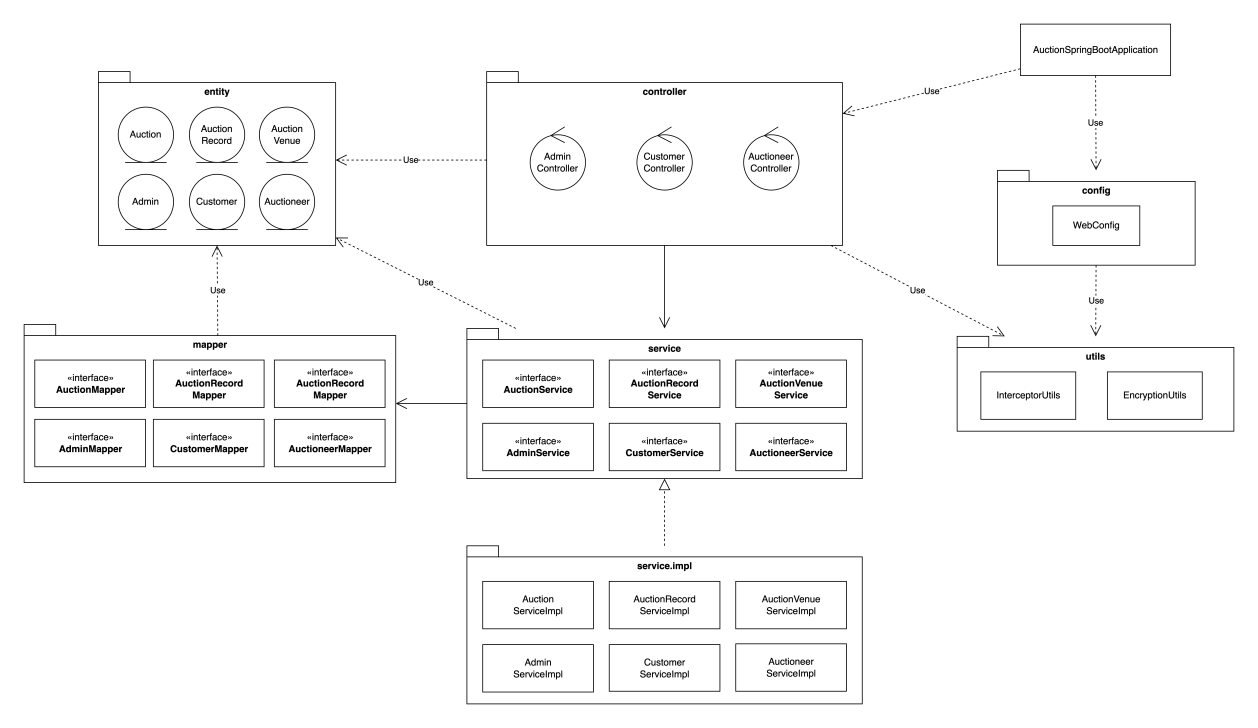 AuctionSpringBootApplication
Use
Use
entity
Auction
Auction
Record
Auction
Venue
Admin
Customer
Auctioneer
Use
controller
Admin
Controller
Customer
Controller
Auctioneer
Controller
config
WebConfig
Use
Use
Use
Use
mapper
«interface»
AuctionMapper
«interface»
AuctionRecord
Mapper
«interface»
AuctionRecord
Mapper
«interface»
AdminMapper
«interface»
CustomerMapper
«interface»
AuctioneerMapper
service
«interface»
AuctionService
«interface»
AuctionRecord
Service
«interface»
AuctionVenue
Service
«interface»
AdminService
«interface»
CustomerService
«interface»
AuctioneerService
utils
InterceptorUtils
EncryptionUtils
service.impl
Auction
ServiceImpl
AuctionRecord
ServiceImpl
AuctionVenue
ServiceImpl
Admin
ServiceImpl
Customer
ServiceImpl
Auctioneer
ServiceImpl